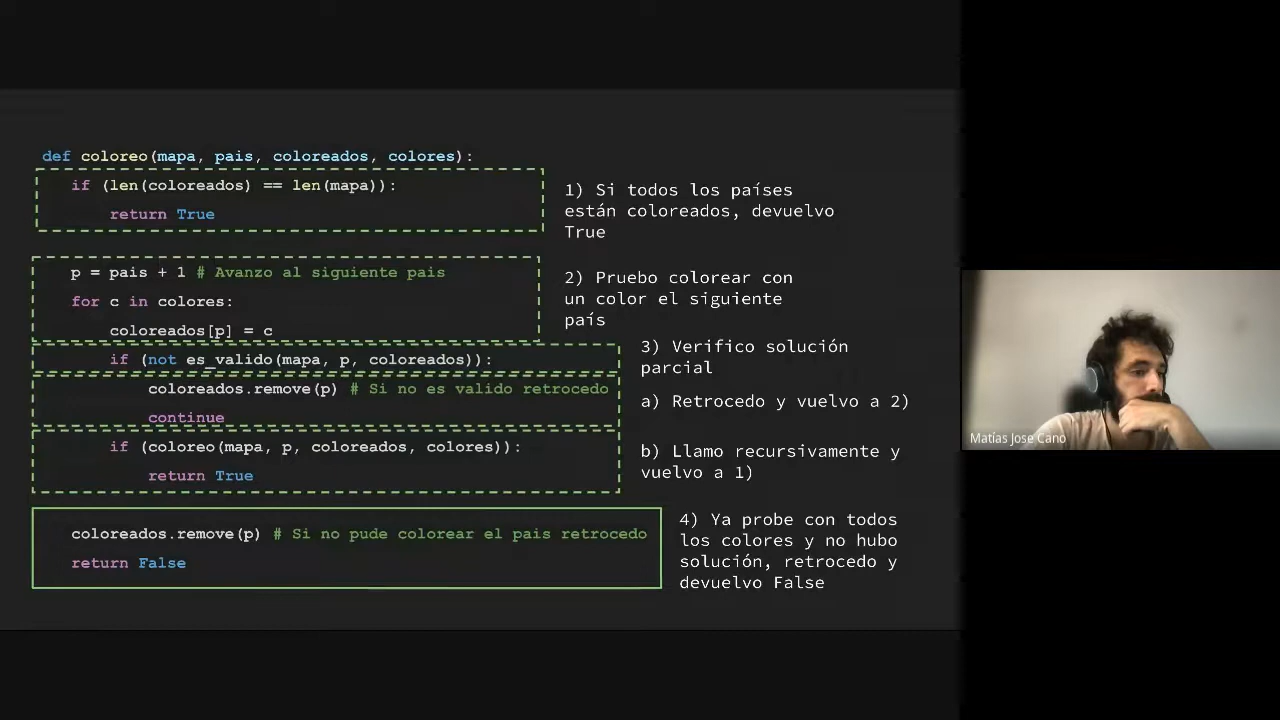 def coloreo(mapa, pais, coloreados, colores):
if (len(coloreados) == len(mapa)):
return True
1) Si todos los países
están coloreados, devuelvo
True
p = pais + 1 # Avanzo al siguiente pais
for c in colores:
coloreados[p] = c
2) Pruebo colorear con
un color el siguiente
país
if (not es_valido(mapa, p, coloreados)):
3) Verifico solución
parcial
coloreados.remove(p) # Si no es valido retrocedo
continue
a) Retrocedo y vuelvo a 2)
if (coloreo(mapa, p, coloreados, colores)):
return True
b) Llamo recursivamente y
vuelvo a 1)
coloreados.remove(p) # Si no pude colorear el pais retrocedo
return False
4) Ya probe con todos
los colores y no hubo
solución, retrocedo y
devuelvo False
Matías Jose Cano